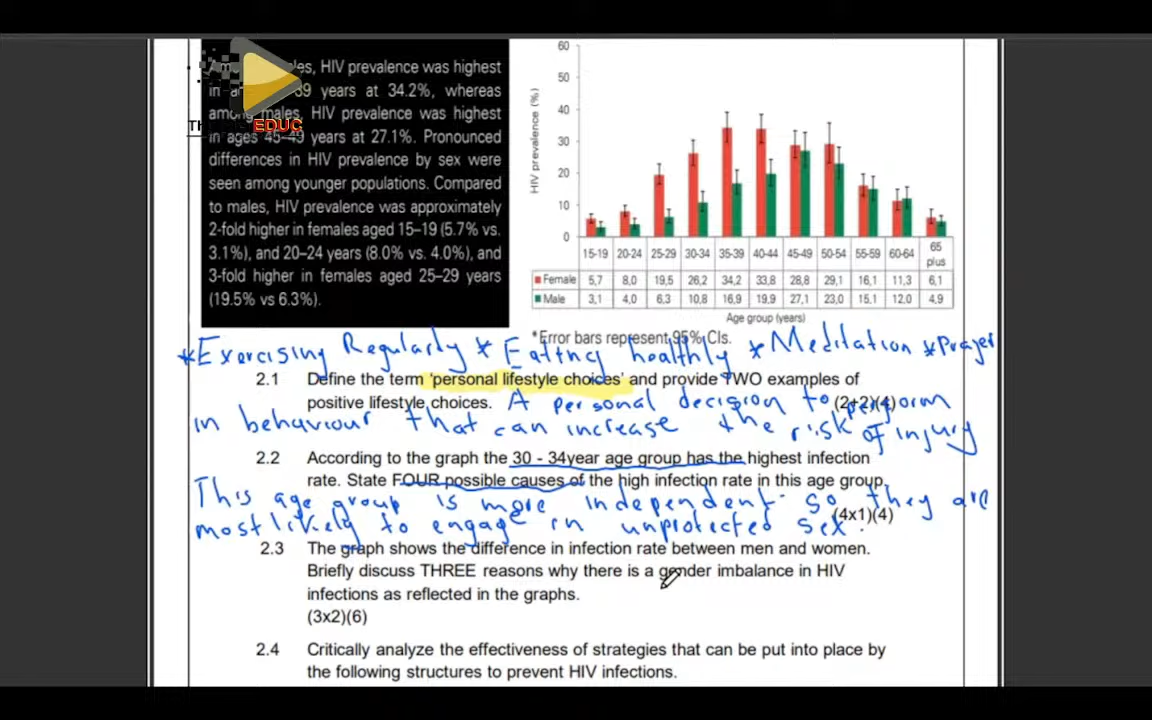 HIV prevalence was highest
39 years at 34.2%, whereas
among males, HIV prevalence was highest
in ages 45–49 years at 27.1%. Pronounced
differences in HIV prevalence by sex were
seen among younger populations. Compared
to males, HIV prevalence was approximately
2-fold higher in females aged 15–19 (5.7% vs.
3.1%), and 20–24 years (8.0% vs. 4.0%), and
3-fold higher in females aged 25–29 years
(19.5% vs 6.3%).
EDUC
HIV prevalence (%)
60
50
40
30
20
10
0
15-19 20-24 25-29 30-34 35-39 40-44 45-49 50-54 55-59 60-64 65 plus
Female 5,7 8,0 19,5 26,2 34,2 33,8 28,8 29,1 16,1 11,3 6,1
Male 3,1 4,0 6,3 10,8 16,9 19,9 27,1 23,0 15,1 12,0 4,9
Age group (years)
*Error bars represent 95% CIs.
*Exercising Regularly *Eating healthly *Meditation *Prayer
2.1 Define the term 'personal lifestyle choices' and provide TWO examples of
positive lifestyle choices. (2+2)(4)
A personal decision to perform
in behaviour that can increase the risk of injury
2.2 According to the graph the 30 - 34year age group has the highest infection
rate. State FOUR possible causes of the high infection rate in this age group.
(4x1)(4)
This age group is more independent so they are
most likely to engage in unprotected sex.
2.3 The graph shows the difference in infection rate between men and women.
Briefly discuss THREE reasons why there is a gender imbalance in HIV
infections as reflected in the graphs.
(3x2)(6)
2.4 Critically analyze the effectiveness of strategies that can be put into place by
the following structures to prevent HIV infections.